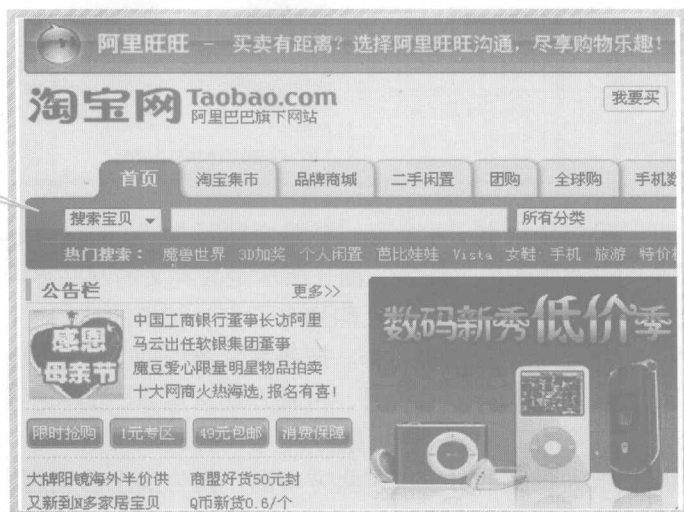 阿里旺旺 - 买卖有距离? 选择阿里旺旺沟通, 尽享购物乐趣!
淘宝网 Taobao.com
阿里巴巴旗下网站
我要买
首页 淘宝集市 品牌商城 二手闲置 团购 全球购 手机数
搜索宝贝 所有分类
热门搜索: 魔兽世界 3D加奖 个人闲置 芭比娃娃 Vista 女鞋 手机 旅游 特价机
公告栏 更多>>
感恩
母亲节
中国工商银行董事长访阿里
马云出任软银集团董事
魔豆爱心限量明星物品拍卖
十大网商火热海选,报名有喜!
数码新秀低价季
限时抢购 1元专区 49元包邮 消费保障
大牌阳镜海外半价供 商盟好货50元封
又新到N多家居宝贝 Q币新货0.6/个